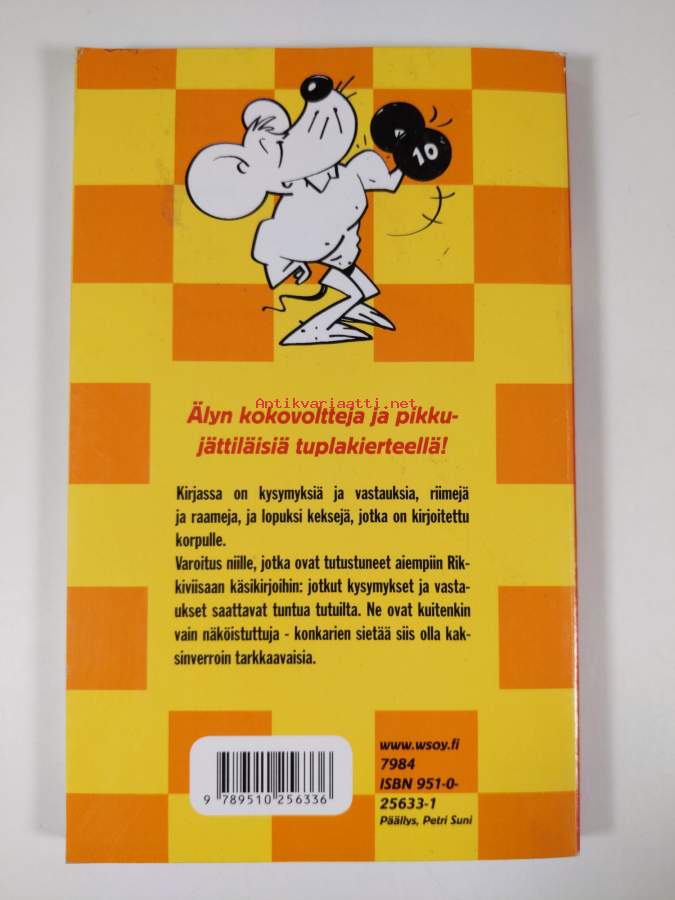 10
Antikvariaatti.net
Älyn kokovoltteja ja pikku-
jättiläisiä tuplakierteellä!
Kirjassa on kysymyksiä ja vastauksia, riimejä
ja raameja, ja lopuksi keksejä, jotka on kirjoitettu
korpulle.
Varoitus niille, jotka ovat tutustuneet aiempiin Rik-
kiviisaan käsikirjoihin: jotkut kysymykset ja vasta-
ukset saattavat tuntua tutuilta. Ne ovat kuitenkin
vain näköistuttuja - konkarien sietää siis olla kak-
sinverroin tarkkaavaisia.
www.wsoy.fi
7984
ISBN 951-0-
25633-1
Päällys, Petri Suni
9 789510 256336